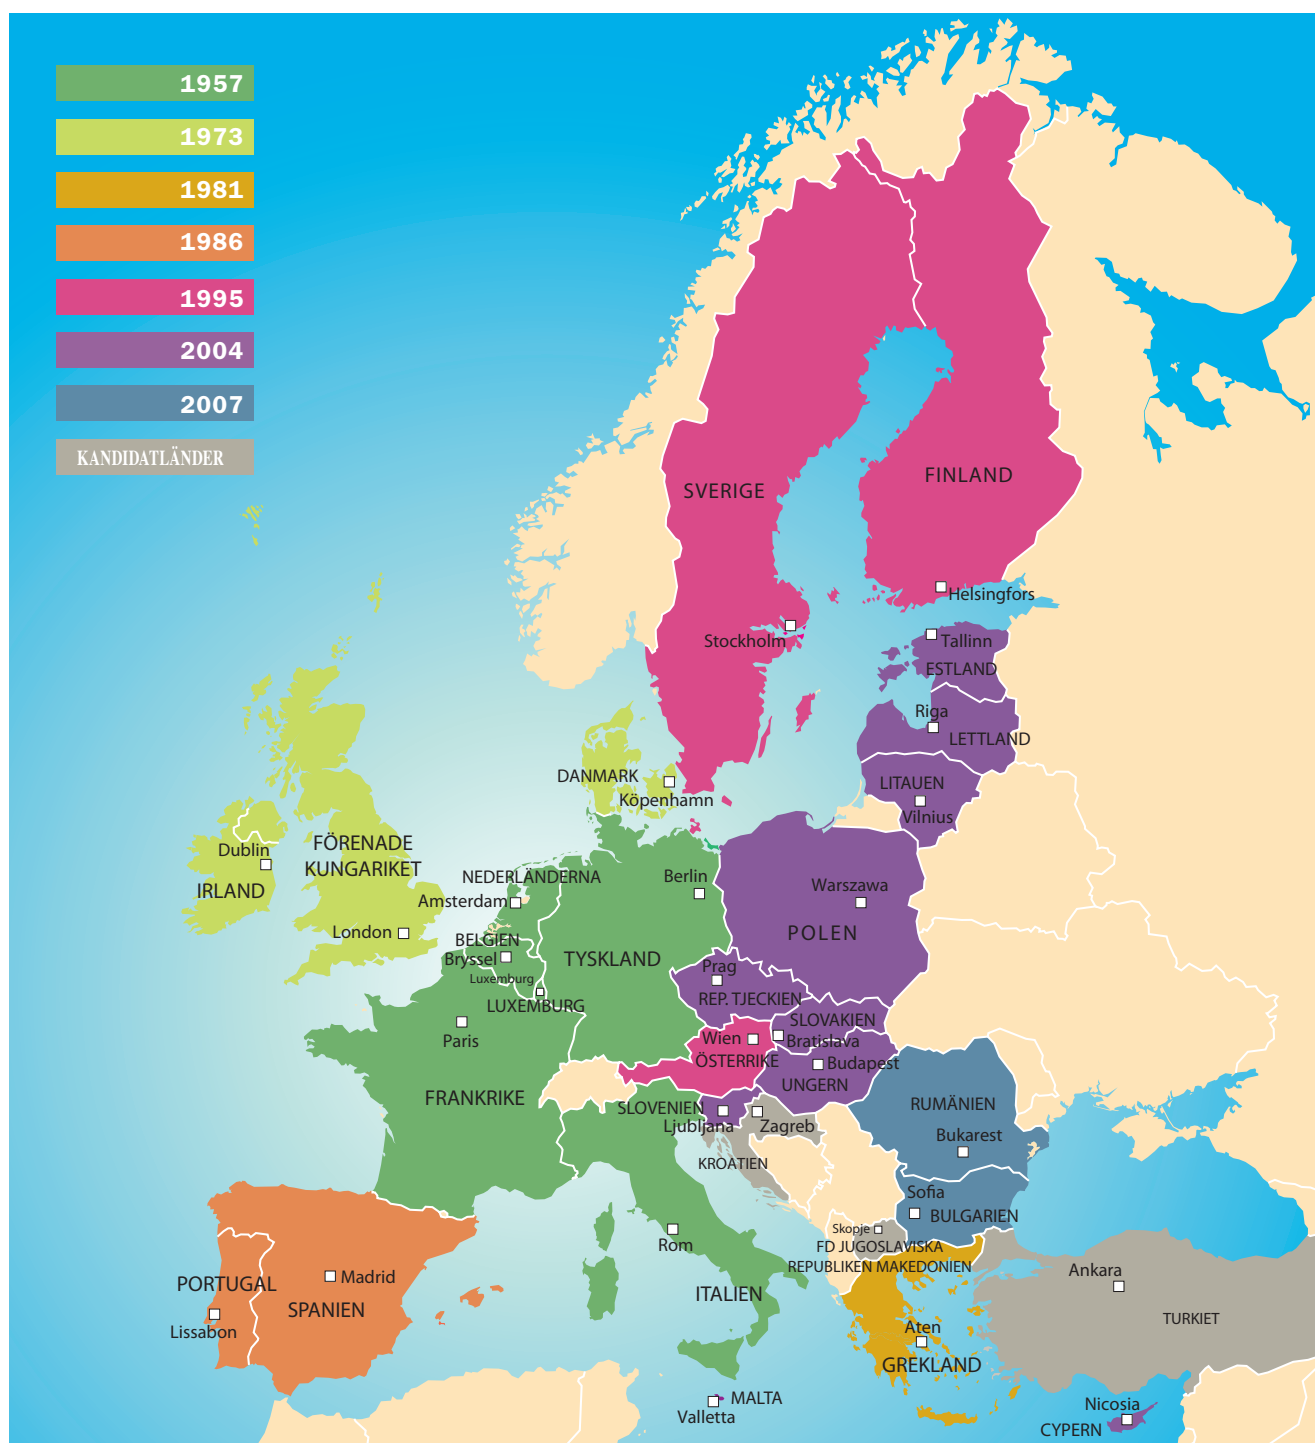 1957
1973
1981
1986
1995
2004
2007
KANDIDATLÄNDER
SVERIGE
FINLAND
Helsingfors
Stockholm
Tallinn
ESTLAND
Riga
LETTLAND
DANMARK
Köpenhamn
LITAUEN
Vilnius
Dublin
IRLAND
FÖRENADE
KUNGARIKET
London
NEDERLÄNDERNA
Amsterdam
Berlin
Warszawa
POLEN
BELGIEN
Bryssel
TYSKLAND
Luxemburg
LUXEMBURG
Prag
REP. TJECKIEN
Paris
SLOVAKIEN
Bratislava
Wien
ÖSTERRIKE
Budapest
UNGERN
FRANKRIKE
SLOVENIEN
Ljubljana
Zagreb
KROATIEN
RUMÄNIEN
Bukarest
Sofia
BULGARIEN
Skopje
FD JUGOSLAVISKA
REPUBLIKEN MAKEDONIEN
Rom
ITALIEN
PORTUGAL
Lissabon
Madrid
SPANIEN
Ankara
TURKIET
Aten
GREKLAND
MALTA
Valletta
Nicosia
CYPERN